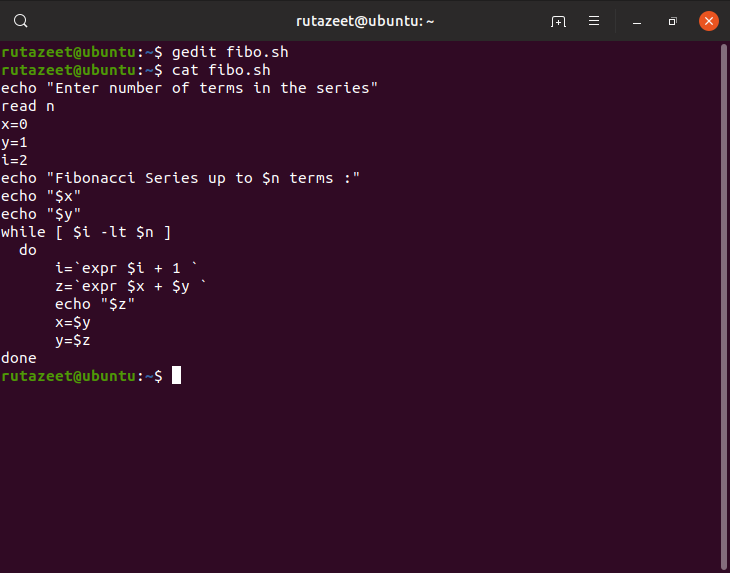 rutazeet@ubuntu: ~
rutazeet@ubuntu:~$ gedit fibo.sh
rutazeet@ubuntu:~$ cat fibo.sh
echo "Enter number of terms in the series"
read n
x=0
y=1
i=2
echo "Fibonacci Series up to $n terms :"
echo "$x"
echo "$y"
while [ $i -lt $n ]
  do
      i=`expr $i + 1 `
      z=`expr $x + $y `
      echo "$z"
      x=$y
      y=$z
done
rutazeet@ubuntu:~$